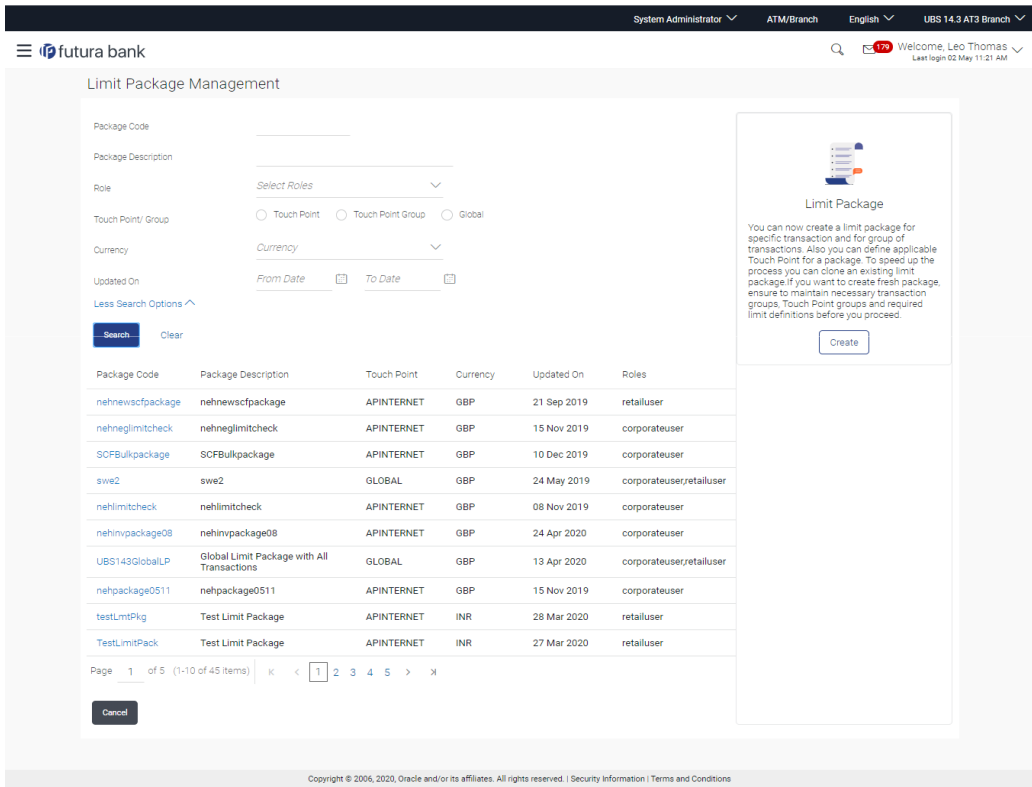 System Administrator ATM/Branch English UBS 14.3 AT3 Branch
futura bank 179 Welcome, Leo Thomas
Last login 02 May 11:21 AM
Limit Package Management
Package Code
Package Description
Role Select Roles
Touch Point/ Group Touch Point Touch Point Group Global
Currency Currency
Updated On From Date To Date
Less Search Options
Search Clear
Limit Package
You can now create a limit package for
specific transaction and for group of
transactions. Also you can define applicable
Touch Point for a package. To speed up the
process you can clone an existing limit
package.If you want to create fresh package,
ensure to maintain necessary transaction
groups, Touch Point groups and required
limit definitions before you proceed.
Create
Package Code Package Description Touch Point Currency Updated On Roles
nehnewscfpackage nehnewscfpackage APINTERNET GBP 21 Sep 2019 retailuser
nehneglimitcheck nehneglimitcheck APINTERNET GBP 15 Nov 2019 corporateuser
SCFBulkpackage SCFBulkpackage APINTERNET GBP 10 Dec 2019 corporateuser
swe2 swe2 GLOBAL GBP 24 May 2019 corporateuser,retailuser
nehlimitcheck nehlimitcheck APINTERNET GBP 08 Nov 2019 corporateuser
nehinvpackage08 nehinvpackage08 APINTERNET GBP 24 Apr 2020 corporateuser
UBS143GlobalLP Global Limit Package with All Transactions GLOBAL GBP 13 Apr 2020 corporateuser,retailuser
nehpackage0511 nehpackage0511 APINTERNET GBP 15 Nov 2019 corporateuser
testLmtPkg Test Limit Package APINTERNET INR 28 Mar 2020 retailuser
TestLimitPack Test Limit Package APINTERNET INR 27 Mar 2020 retailuser
Page 1 of 5 (1-10 of 45 items) 1 2 3 4 5
Cancel
Copyright © 2006, 2020, Oracle and/or its affiliates. All rights reserved. | Security Information | Terms and Conditions